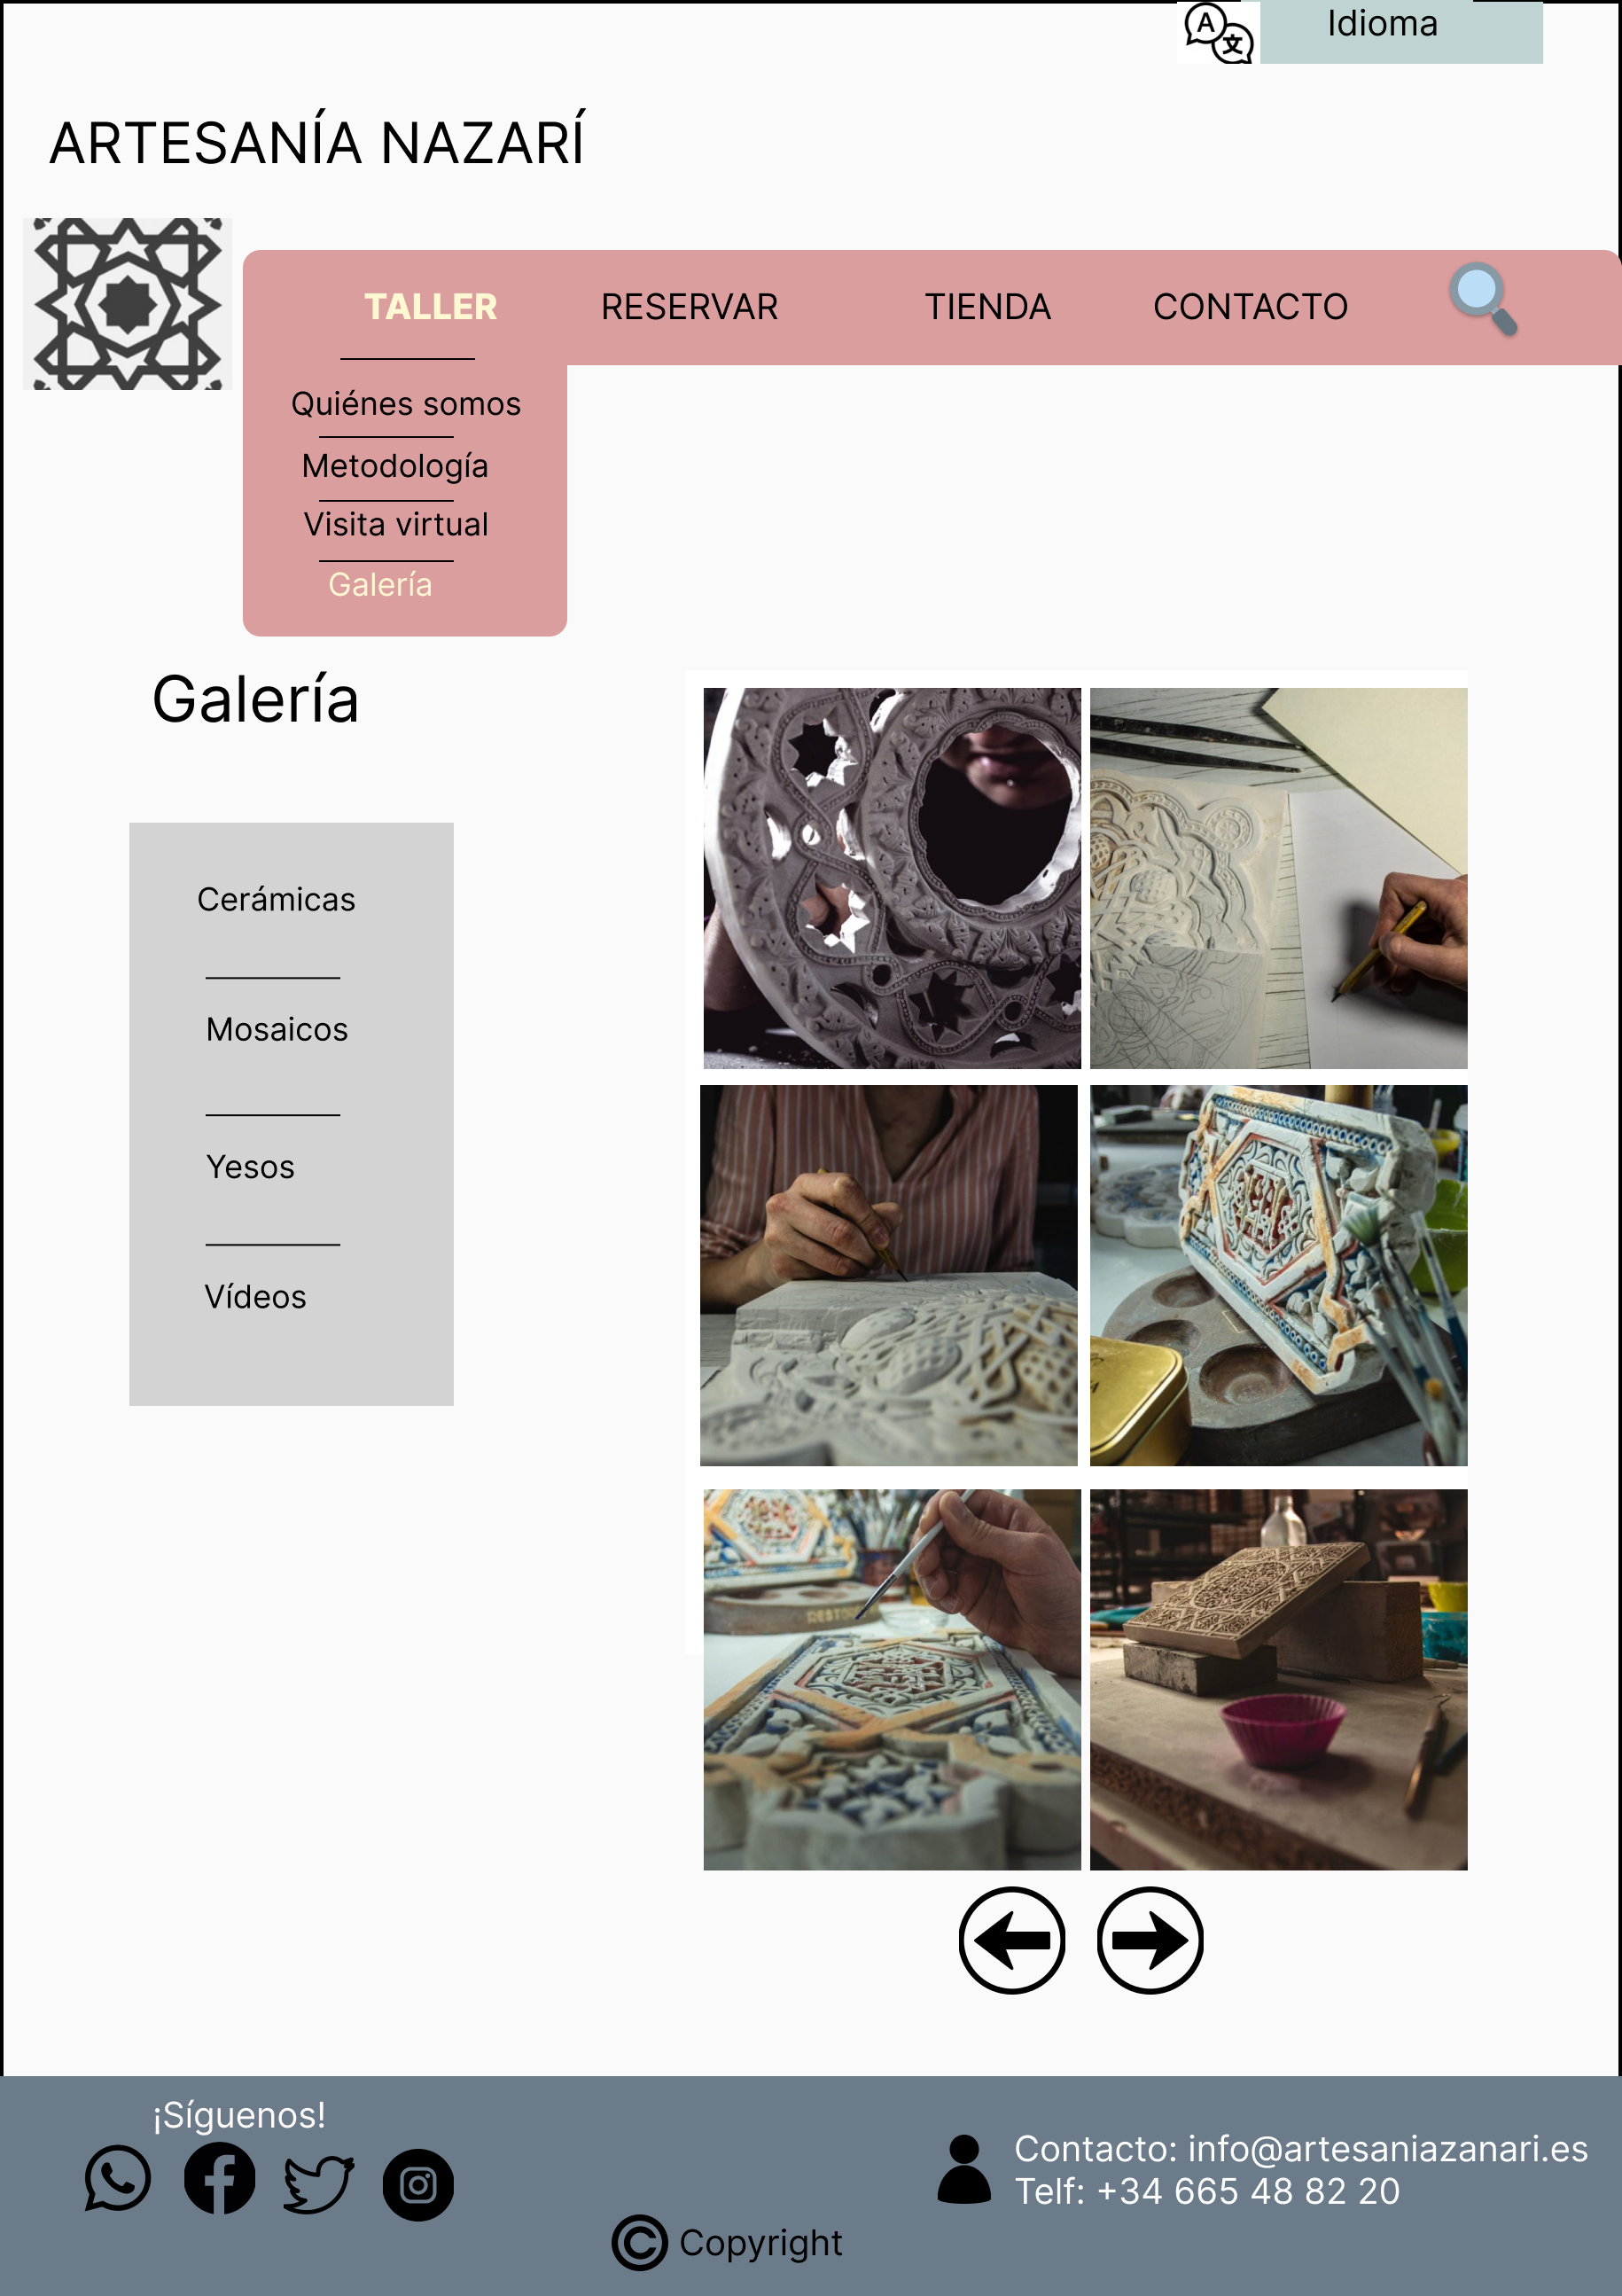 A 文 Idioma
ARTESANÍA NAZARÍ
TALLER RESERVAR TIENDA CONTACTO
Quiénes somos
Metodología
Visita virtual
Galería
Galería
Cerámicas
Mosaicos
Yesos
Vídeos
¡Síguenos!
Contacto: info@artesaniazanari.es
Telf: +34 665 48 82 20
© Copyright